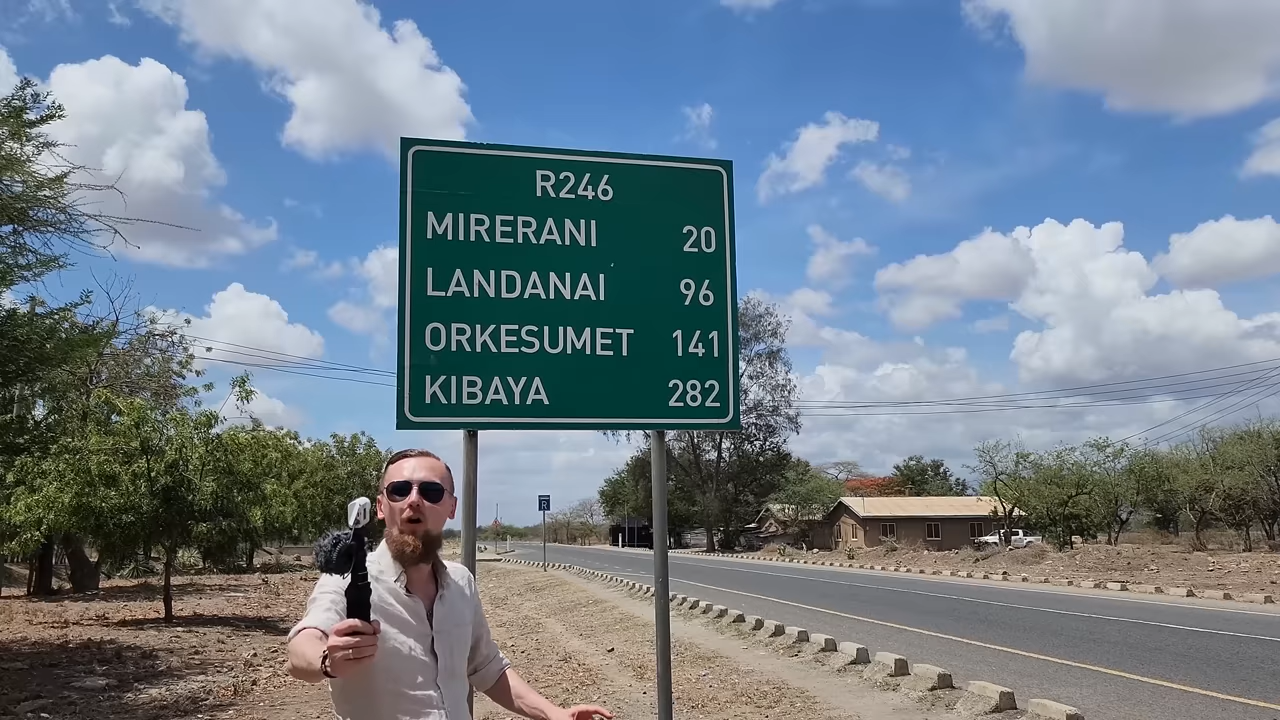 R246
MIRERANI 20
LANDANAI 96
ORKESUMET 141
KIBAYA 282
R